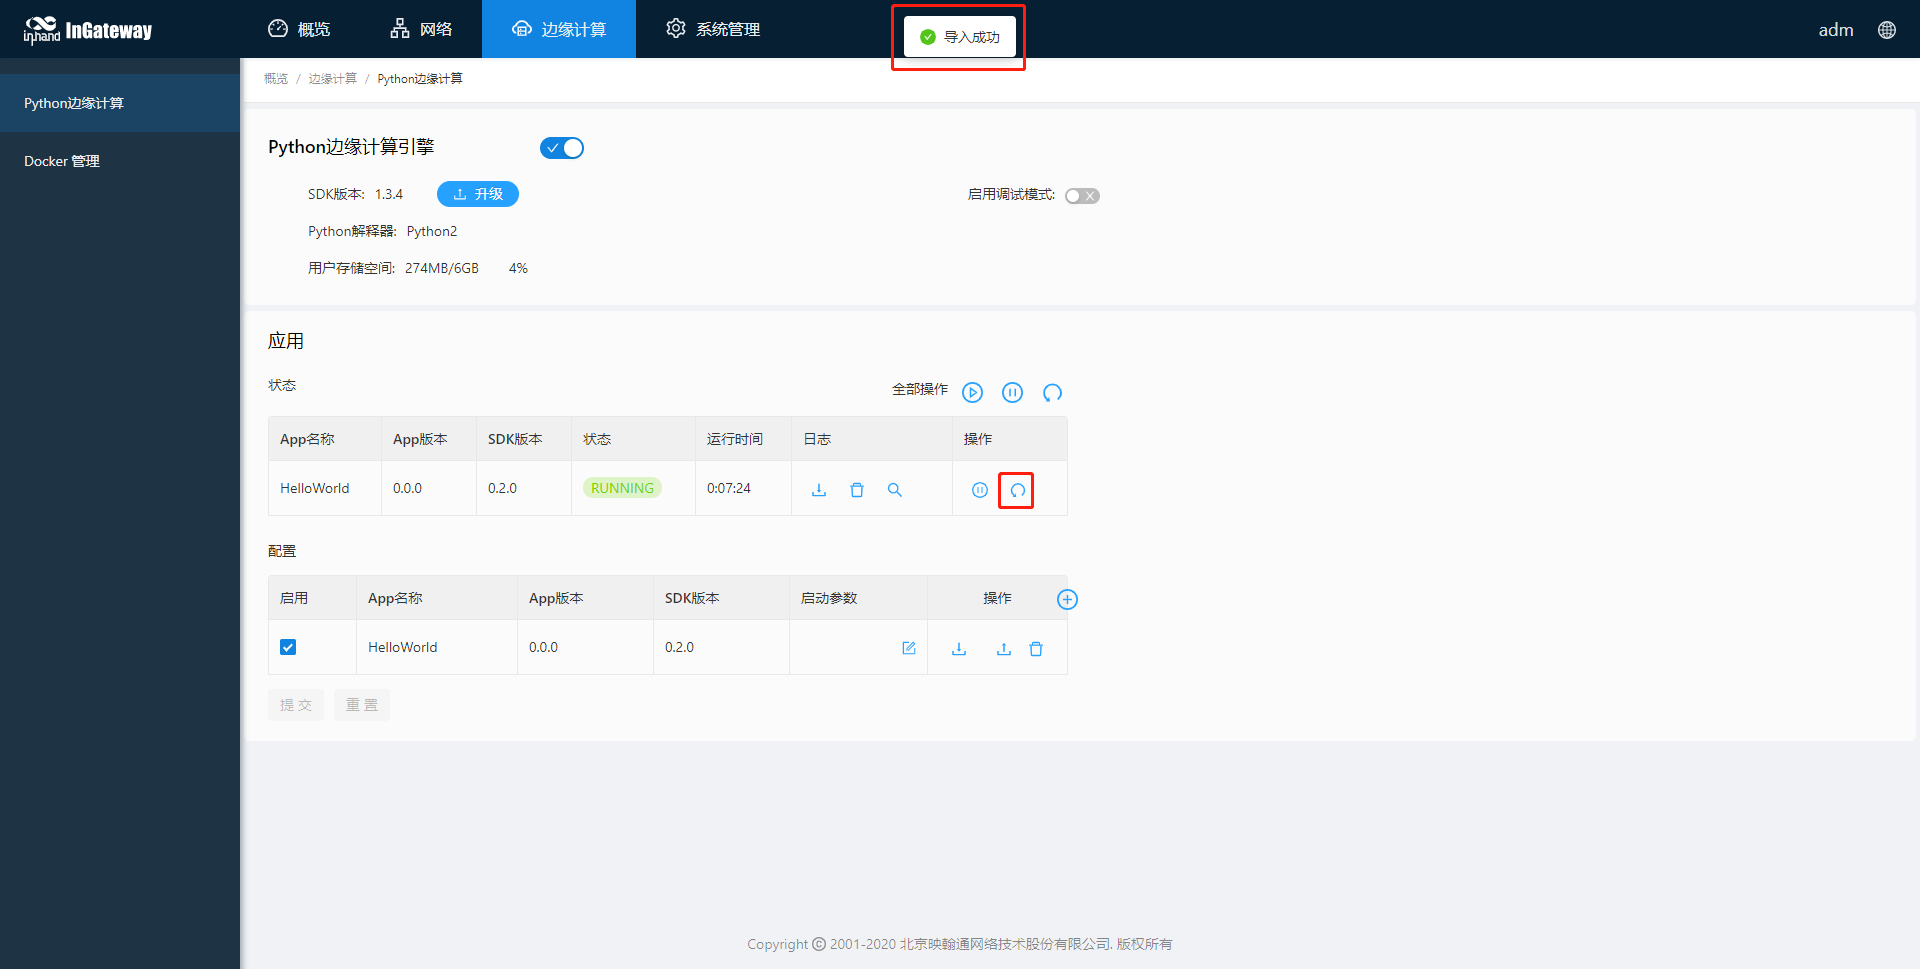 inhand InGateway
概览
网络
边缘计算
系统管理
导入成功
adm
概览 / 边缘计算 / Python边缘计算
Python边缘计算
Docker 管理
Python边缘计算引擎
SDK版本: 1.3.4
升级
启用调试模式:
Python解释器: Python2
用户存储空间: 274MB/6GB 4%
应用
状态
全部操作
App名称 App版本 SDK版本 状态 运行时间 日志 操作
HelloWorld 0.0.0 0.2.0 RUNNING 0:07:24
配置
启用 App名称 App版本 SDK版本 启动参数 操作
HelloWorld 0.0.0 0.2.0
提 交
重 置
Copyright © 2001-2020 北京映翰通网络技术股份有限公司. 版权所有